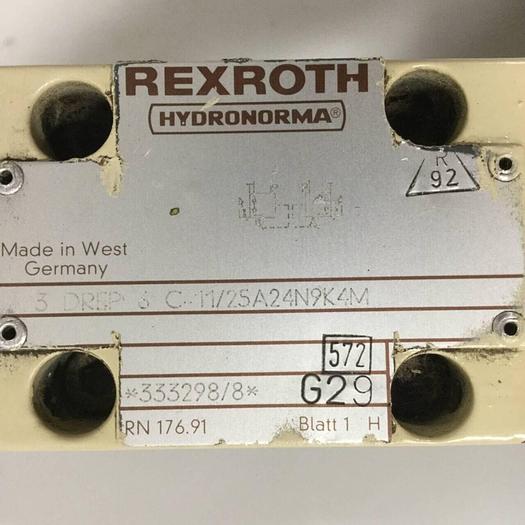 REXROTH
HYDRONORMA®
R
92
Made in West
Germany
3 DREP 6 C-11/25A24N9K4M
572
*333298/8*
G29
RN 176.91
Blatt 1 H